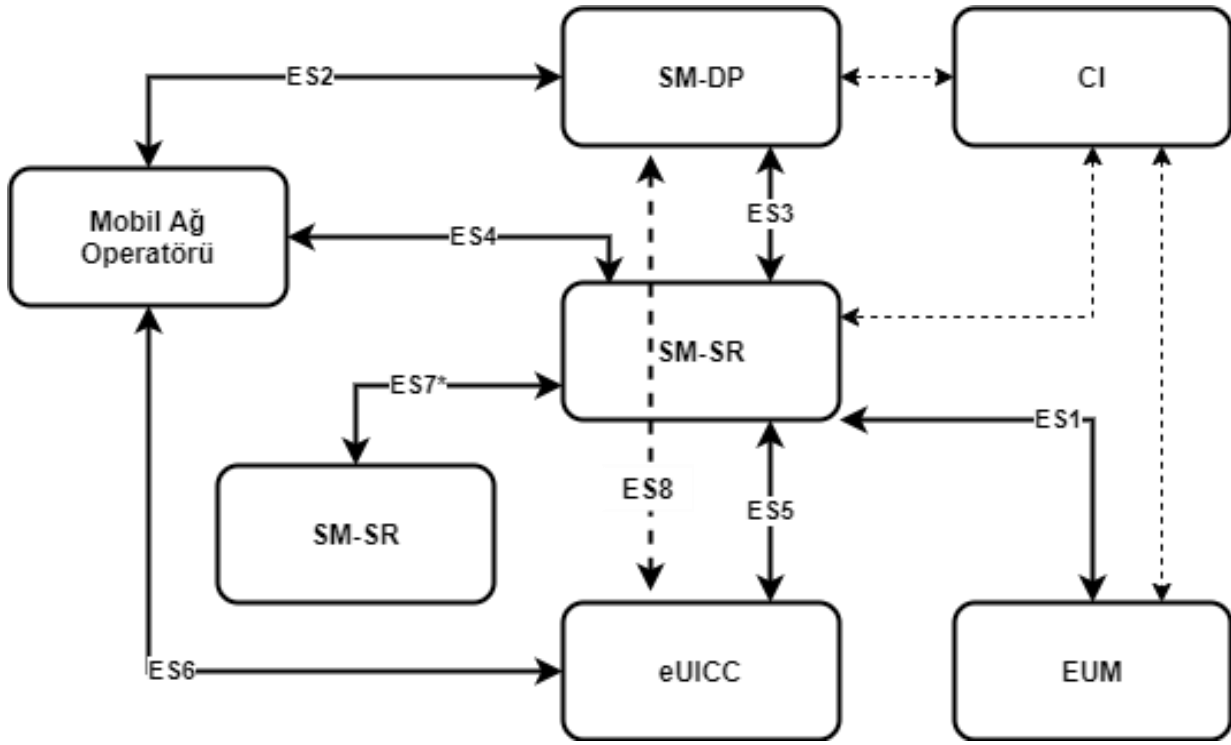 ES2
SM-DP
CI
Mobil Ağ
Operatörü
ES4
ES3
SM-SR
ES7*
ES1
SM-SR
ES8
ES5
ES6
eUICC
EUM